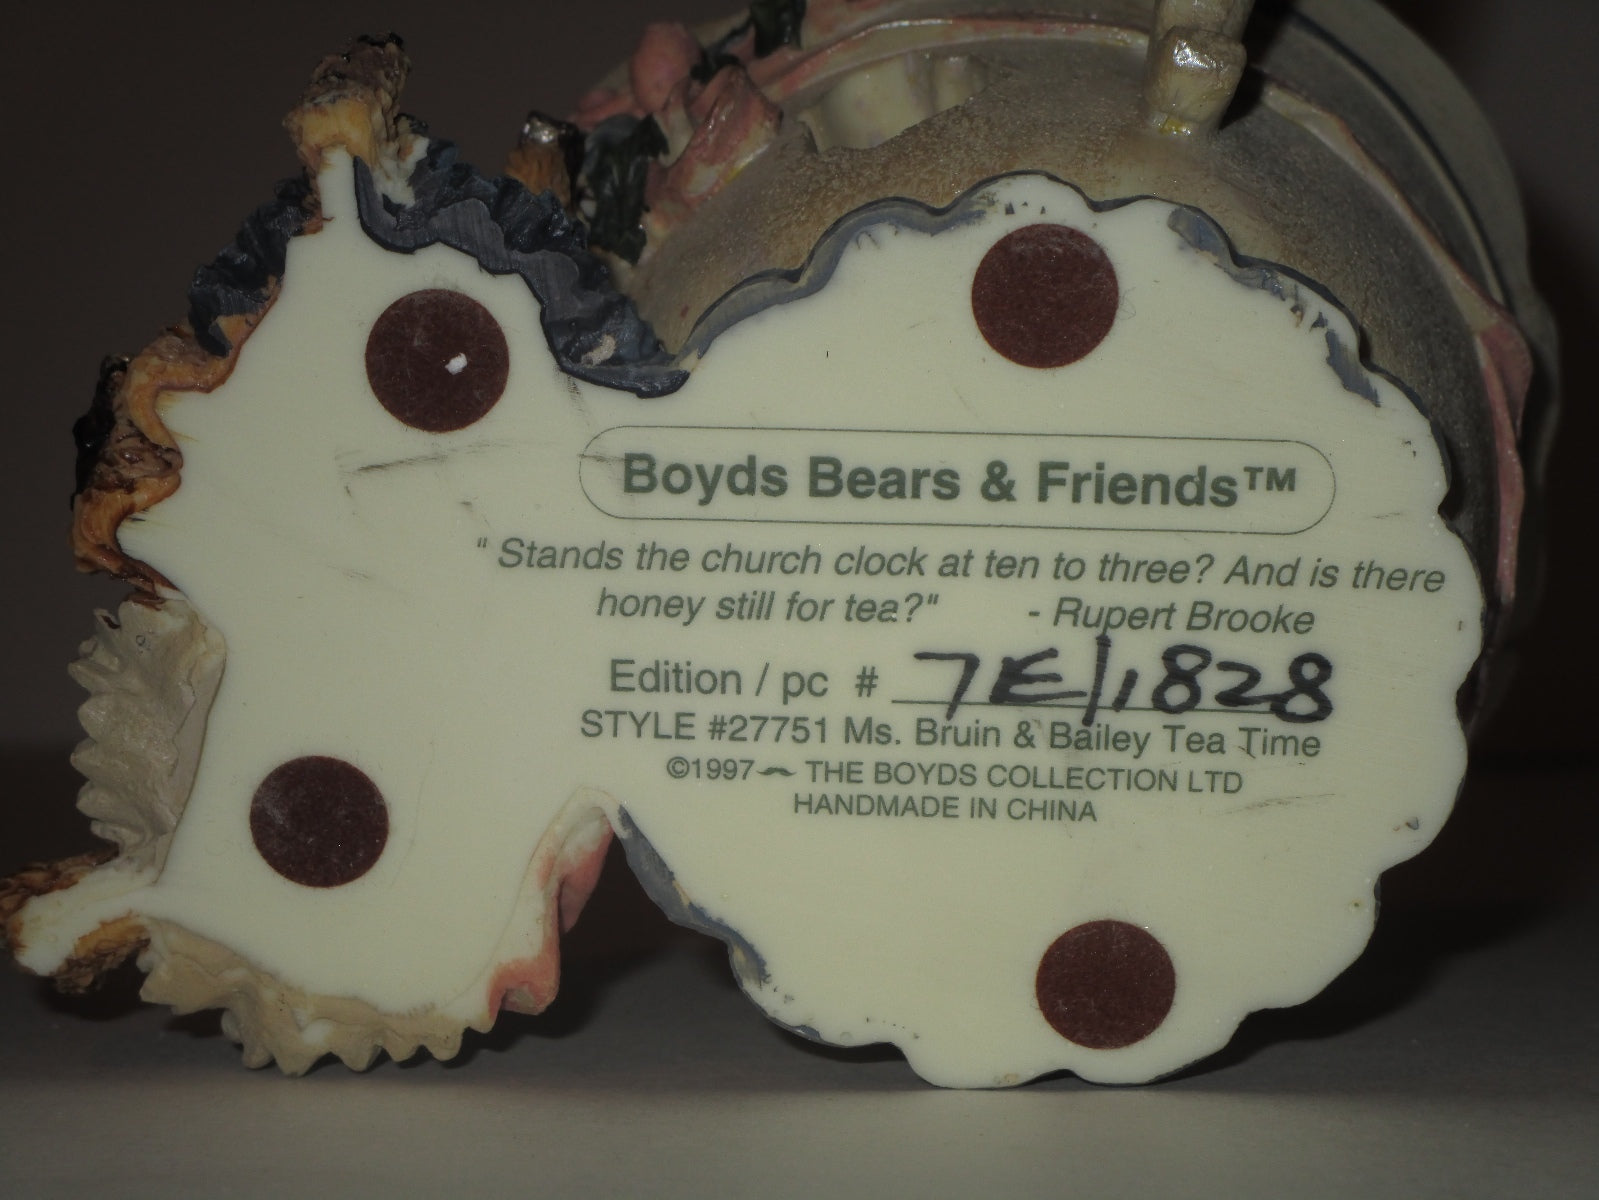 Boyds Bears & Friends™
" Stands the church clock at ten to three? And is there
honey still for tea?" - Rupert Brooke
Edition / pc # 7E/1828
STYLE #27751 Ms. Bruin & Bailey Tea Time
©1997 THE BOYDS COLLECTION LTD
HANDMADE IN CHINA